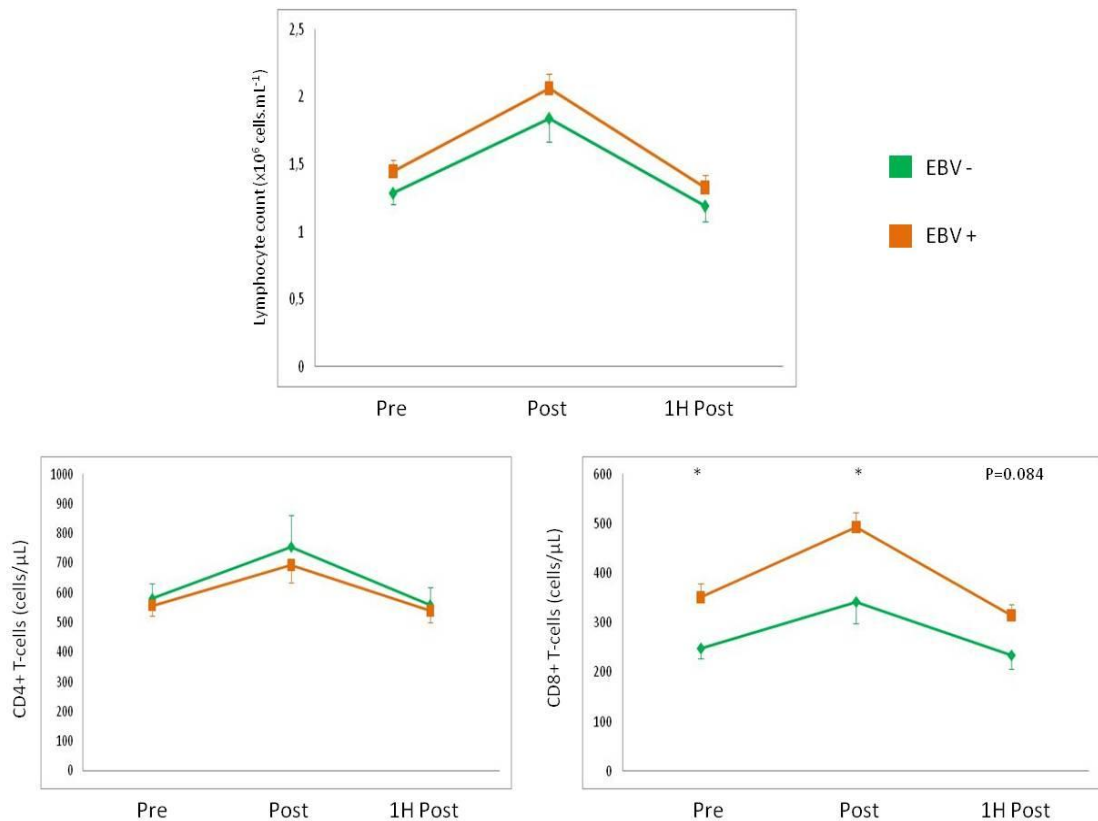 Lymphocyte count (x10⁶ cells.mL⁻¹)
2,5
2
1,5
1
0,5
0
Pre Post 1H Post
EBV -
EBV +
CD4+ T-cells (cells/µL)
1000
900
800
700
600
500
400
300
200
100
0
Pre Post 1H Post
CD8+ T-cells (cells/µL)
600
500
400
300
200
100
0
* * P=0.084
Pre Post 1H Post